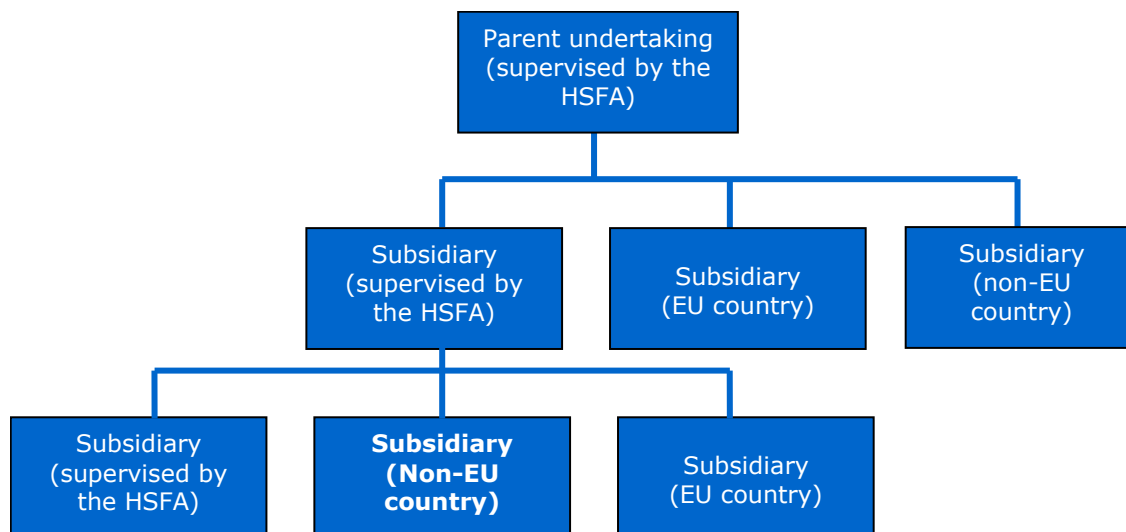 Parent undertaking
(supervised by the
HSFA)
Subsidiary
(supervised by
the HSFA)
Subsidiary
(EU country)
Subsidiary
(non-EU
country)
Subsidiary
(supervised by
the HSFA)
Subsidiary
(Non-EU
country)
Subsidiary
(EU country)